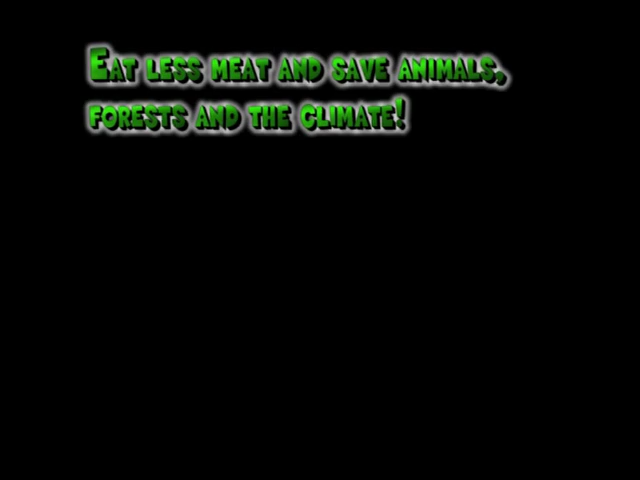 Eat less meat and save animals,
forests and the climate!